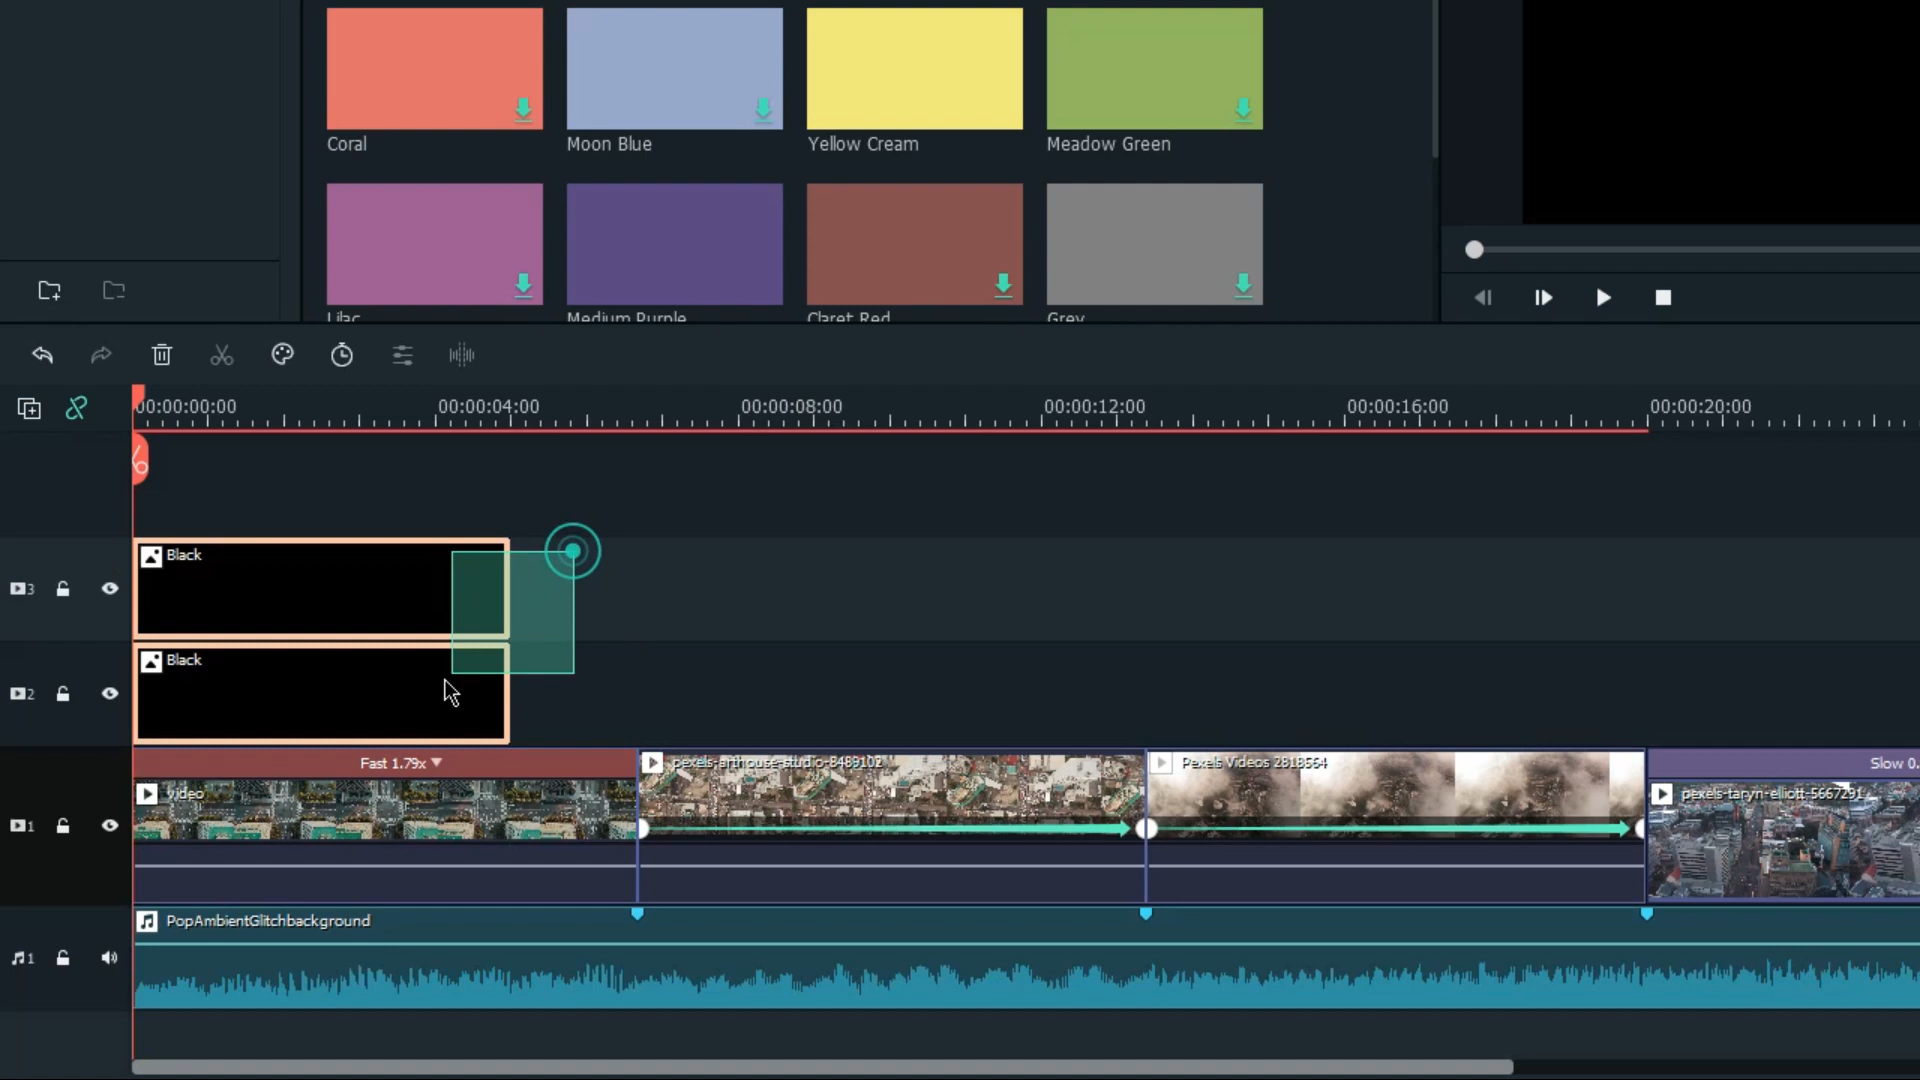 Coral
Moon Blue
Yellow Cream
Meadow Green
Lilac
Medium Purple
Claret Red
Grey
00:00:00:00
00:00:04:00
00:00:08:00
00:00:12:00
00:00:16:00
00:00:20:00
Black
3
Black
2
Fast 1.79x
pexels-arthouse-studio-8489102
Pexels Videos 2818564
Slow 0.
video
pexels-taryn-elliott-5667291
1
PopAmbientGlitchbackground
1